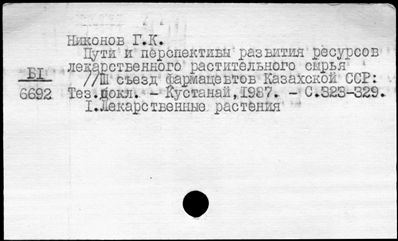 Никонов Г.К.
Пути и перспективы развития ресурсов
лекарственного растительного сырья
//Ш съезд фармацевтов Казахской ССР:
Тез.докл. - Кустанай,1987. - С.328-329.
I.Лекарственные растения
БI
6692